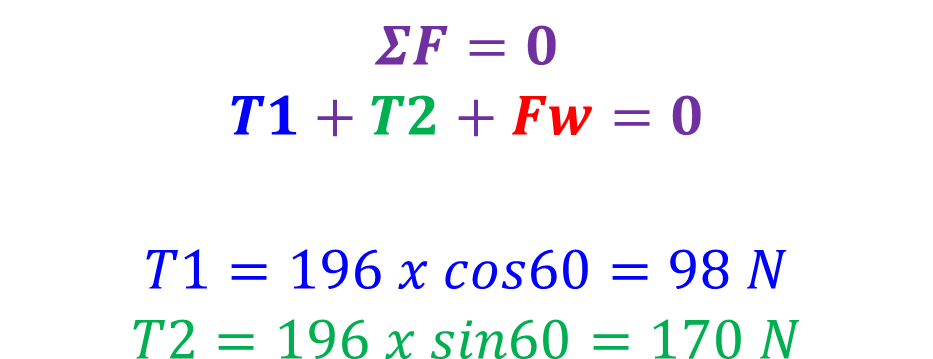 ΣF = 0
T1 + T2 + Fw = 0
T1 = 196 x cos60 = 98 N
T2 = 196 x sin60 = 170 N